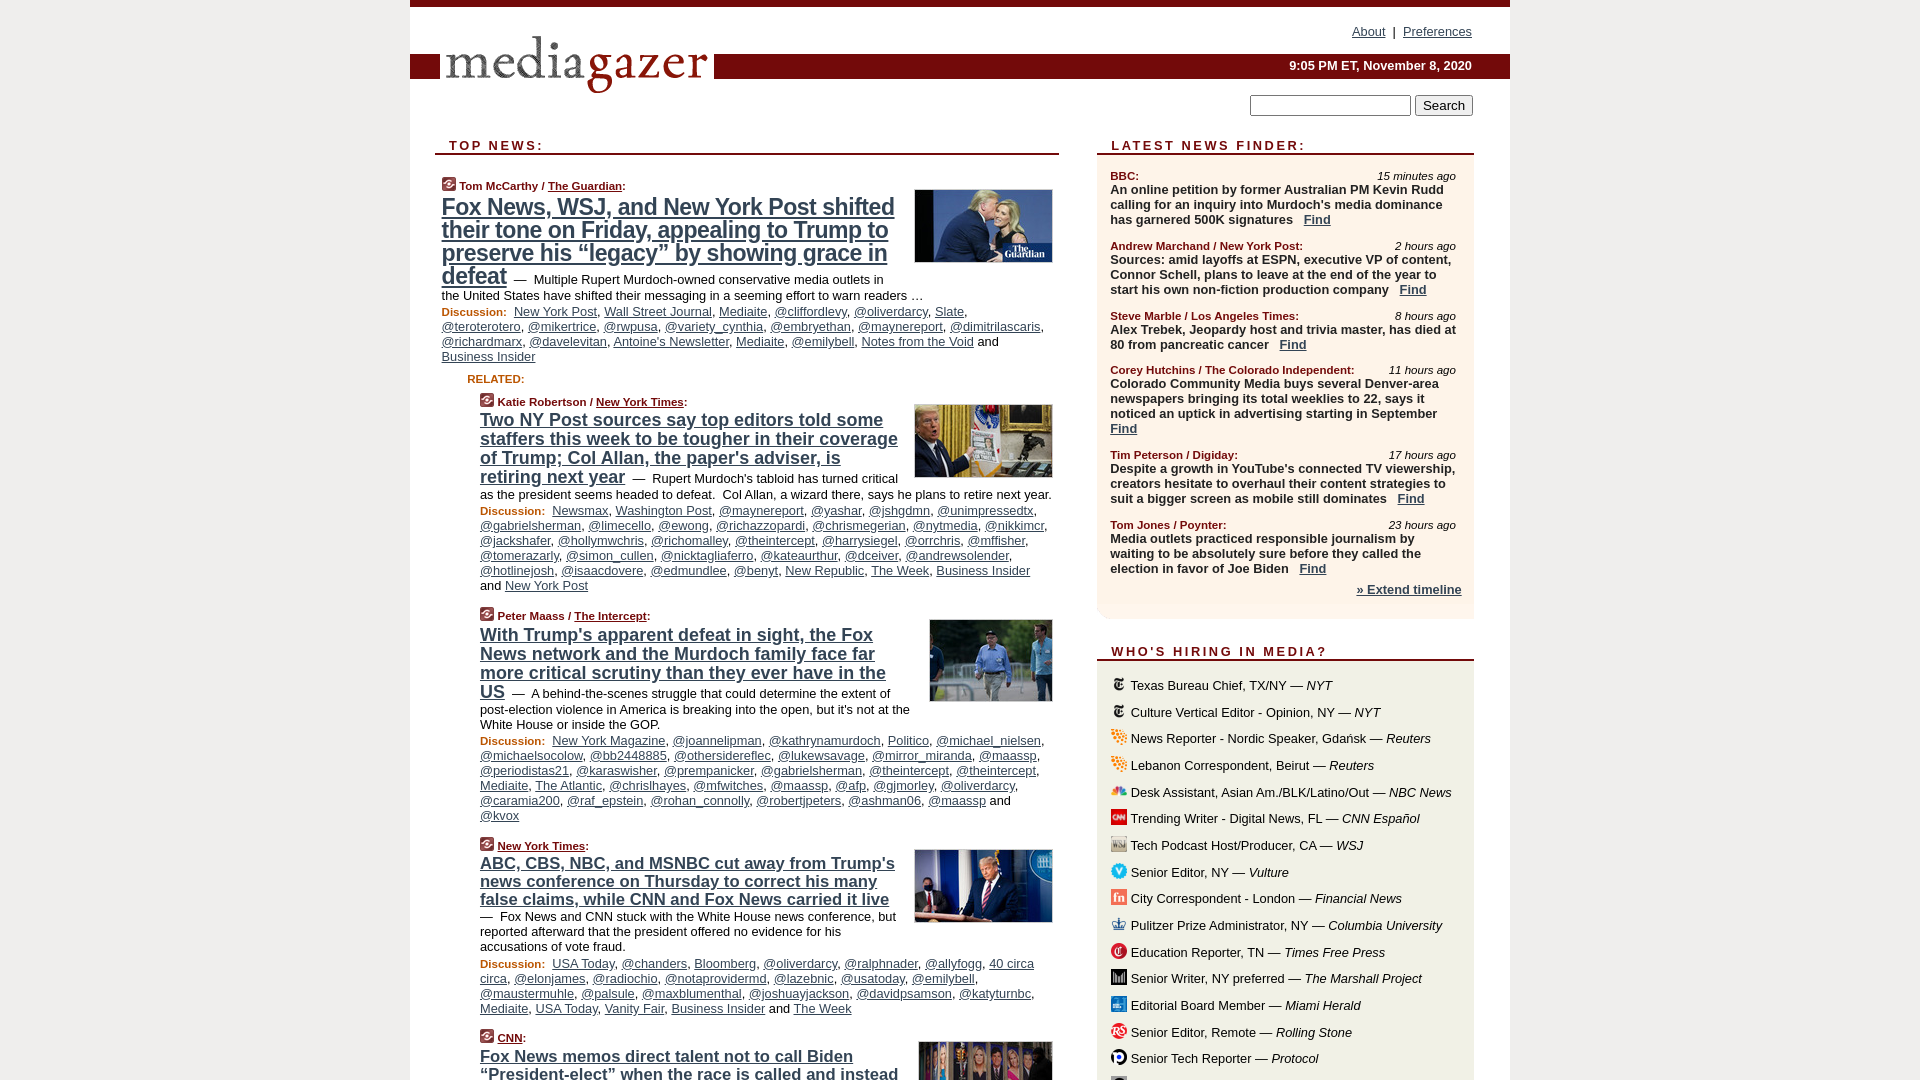 About | Preferences
mediagazer
9:05 PM ET, November 8, 2020
Search
TOP NEWS:
Tom McCarthy / The Guardian:
Fox News, WSJ, and New York Post shifted
their tone on Friday, appealing to Trump to
preserve his “legacy” by showing grace in
defeat — Multiple Rupert Murdoch-owned conservative media outlets in
the United States have shifted their messaging in a seeming effort to warn readers …
The Guardian
Discussion: New York Post, Wall Street Journal, Mediaite, @cliffordlevy, @oliverdarcy, Slate,
@teroterotero, @mikertrice, @rwpusa, @variety_cynthia, @embryethan, @maynereport, @dimitrilascaris,
@richardmarx, @davelevitan, Antoine's Newsletter, Mediaite, @emilybell, Notes from the Void and
Business Insider
RELATED:
Katie Robertson / New York Times:
Two NY Post sources say top editors told some
staffers this week to be tougher in their coverage
of Trump; Col Allan, the paper's adviser, is
retiring next year — Rupert Murdoch's tabloid has turned critical
as the president seems headed to defeat. Col Allan, a wizard there, says he plans to retire next year.
Discussion: Newsmax, Washington Post, @maynereport, @yashar, @jshgdmn, @unimpressedtx,
@gabrielsherman, @limecello, @ewong, @richazzopardi, @chrismegerian, @nytmedia, @nikkimcr,
@jackshafer, @hollymwchris, @richomalley, @theintercept, @harrysiegel, @orrchris, @mffisher,
@tomerazarly, @simon_cullen, @nicktagliaferro, @kateaurthur, @dceiver, @andrewsolender,
@hotlinejosh, @isaacdovere, @edmundlee, @benyt, New Republic, The Week, Business Insider
and New York Post
Peter Maass / The Intercept:
With Trump's apparent defeat in sight, the Fox
News network and the Murdoch family face far
more critical scrutiny than they ever have in the
US — A behind-the-scenes struggle that could determine the extent of
post-election violence in America is breaking into the open, but it's not at the
White House or inside the GOP.
Discussion: New York Magazine, @joannelipman, @kathrynamurdoch, Politico, @michael_nielsen,
@michaelsocolow, @bb2448885, @othersidereflec, @lukewsavage, @mirror_miranda, @maassp,
@periodistas21, @karaswisher, @prempanicker, @gabrielsherman, @theintercept, @theintercept,
Mediaite, The Atlantic, @chrislhayes, @mfwitches, @maassp, @afp, @gjmorley, @oliverdarcy,
@caramia200, @raf_epstein, @rohan_connolly, @robertjpeters, @ashman06, @maassp and
@kvox
New York Times:
ABC, CBS, NBC, and MSNBC cut away from Trump's
news conference on Thursday to correct his many
false claims, while CNN and Fox News carried it live
— Fox News and CNN stuck with the White House news conference, but
reported afterward that the president offered no evidence for his
accusations of vote fraud.
Discussion: USA Today, @chanders, Bloomberg, @oliverdarcy, @ralphnader, @allyfogg, 40 circa
circa, @elonjames, @radiochio, @notaprovidermd, @lazebnic, @usatoday, @emilybell,
@maustermuhle, @palsule, @maxblumenthal, @joshuayjackson, @davidpsamson, @katyturnbc,
Mediaite, USA Today, Vanity Fair, Business Insider and The Week
CNN:
Fox News memos direct talent not to call Biden
“President-elect” when the race is called and instead
LATEST NEWS FINDER:
BBC: 15 minutes ago
An online petition by former Australian PM Kevin Rudd
calling for an inquiry into Murdoch's media dominance
has garnered 500K signatures Find
Andrew Marchand / New York Post: 2 hours ago
Sources: amid layoffs at ESPN, executive VP of content,
Connor Schell, plans to leave at the end of the year to
start his own non-fiction production company Find
Steve Marble / Los Angeles Times: 8 hours ago
Alex Trebek, Jeopardy host and trivia master, has died at
80 from pancreatic cancer Find
Corey Hutchins / The Colorado Independent: 11 hours ago
Colorado Community Media buys several Denver-area
newspapers bringing its total weeklies to 22, says it
noticed an uptick in advertising starting in September
Find
Tim Peterson / Digiday: 17 hours ago
Despite a growth in YouTube's connected TV viewership,
creators hesitate to overhaul their content strategies to
suit a bigger screen as mobile still dominates Find
Tom Jones / Poynter: 23 hours ago
Media outlets practiced responsible journalism by
waiting to be absolutely sure before they called the
election in favor of Joe Biden Find
» Extend timeline
WHO'S HIRING IN MEDIA?
Texas Bureau Chief, TX/NY — NYT
Culture Vertical Editor - Opinion, NY — NYT
News Reporter - Nordic Speaker, Gdańsk — Reuters
Lebanon Correspondent, Beirut — Reuters
Desk Assistant, Asian Am./BLK/Latino/Out — NBC News
Trending Writer - Digital News, FL — CNN Español
Tech Podcast Host/Producer, CA — WSJ
Senior Editor, NY — Vulture
City Correspondent - London — Financial News
Pulitzer Prize Administrator, NY — Columbia University
Education Reporter, TN — Times Free Press
Senior Writer, NY preferred — The Marshall Project
Editorial Board Member — Miami Herald
Senior Editor, Remote — Rolling Stone
Senior Tech Reporter — Protocol